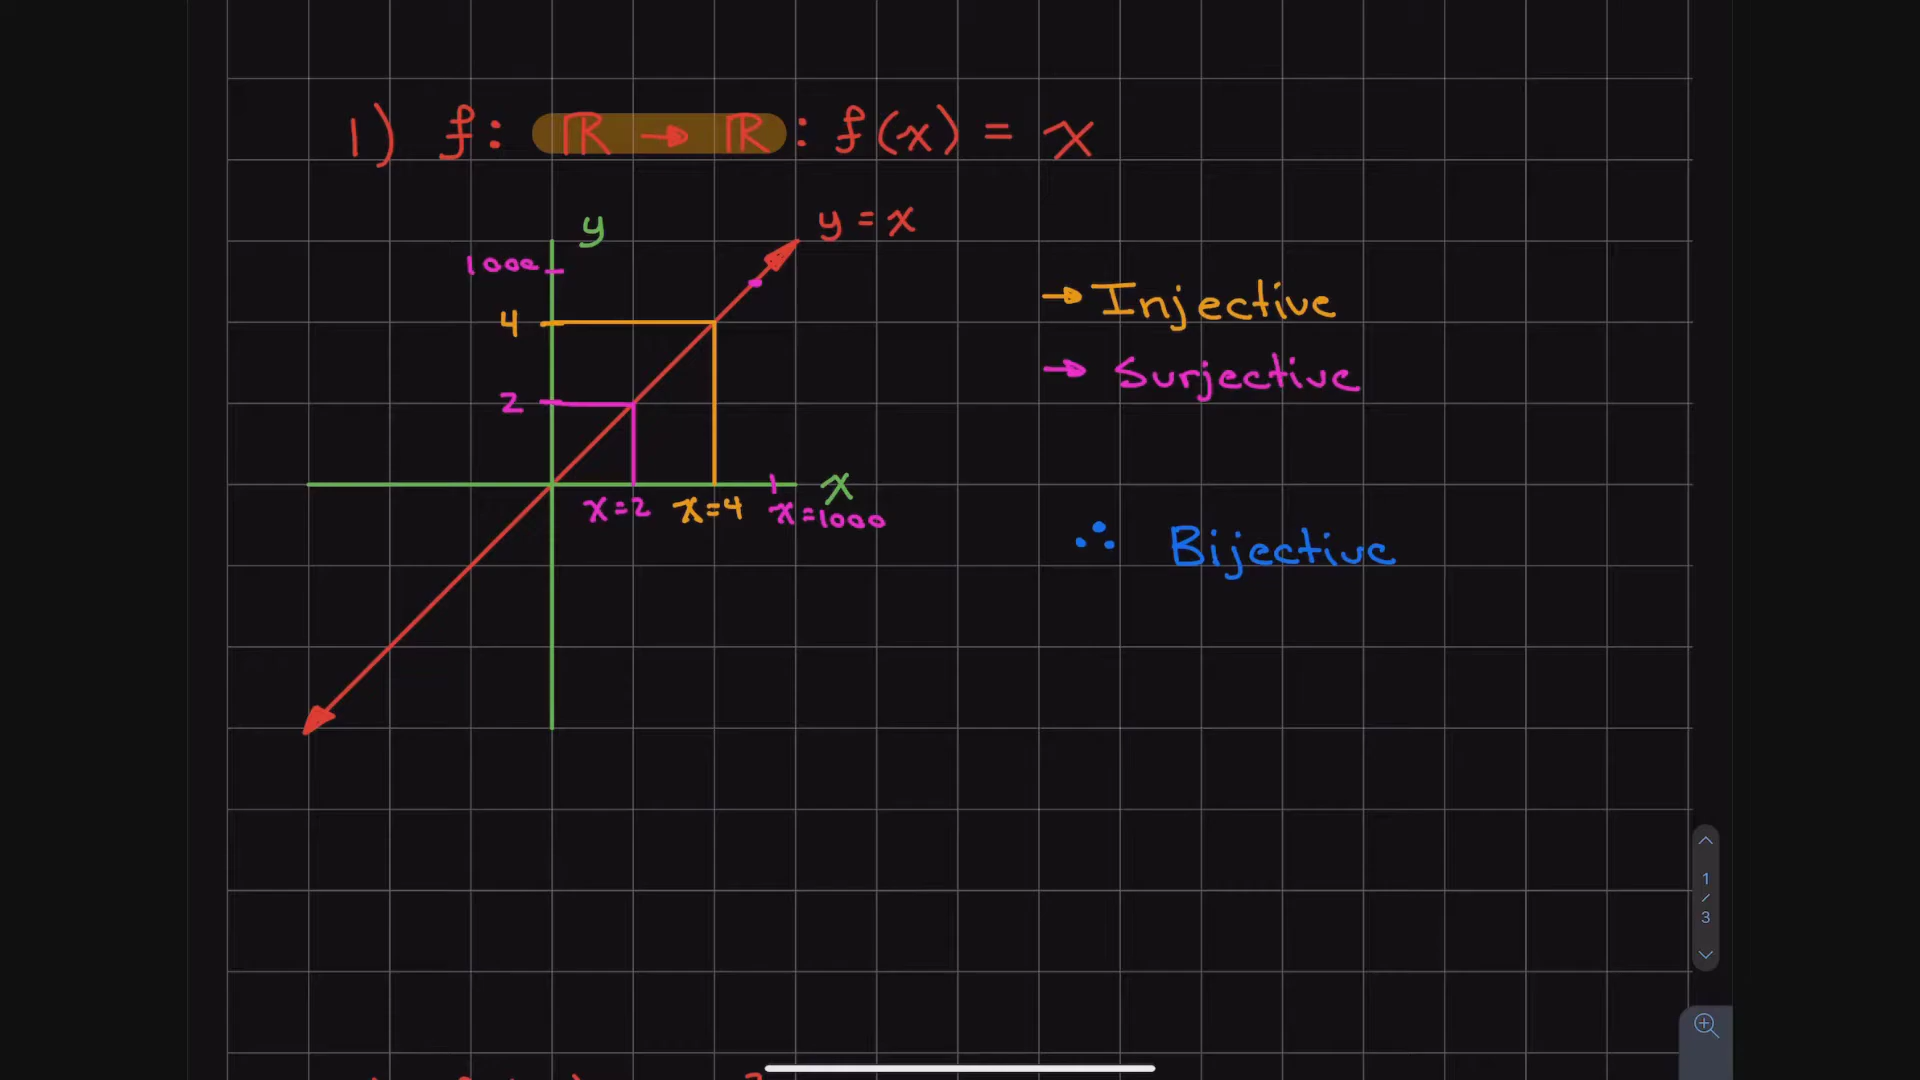 1) f: ℝ → ℝ : f(x) = x
y
y = x
1000
→ Injective
4
→ Surjective
2
x
x=2 x=4 x=1000
∴ Bijective
1
/
3